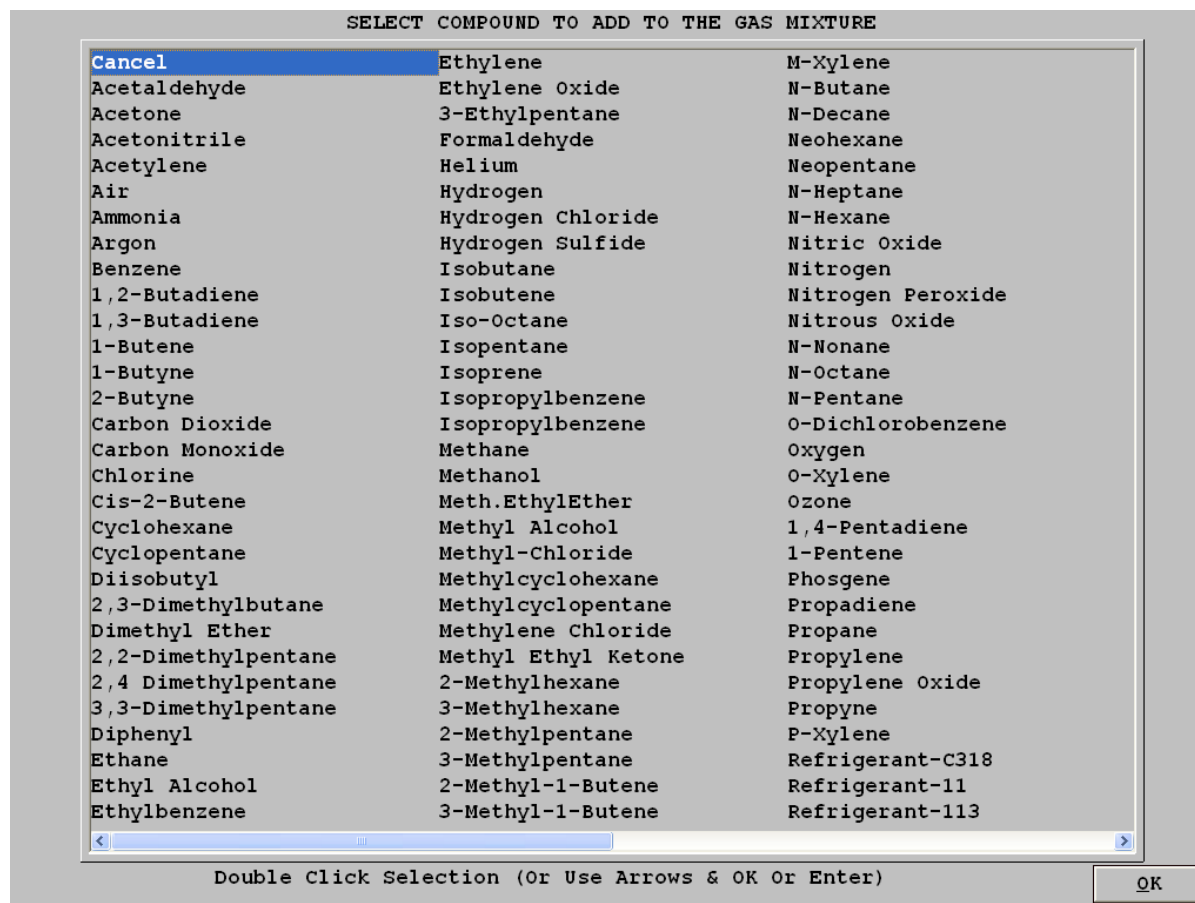 SELECT COMPOUND TO ADD TO THE GAS MIXTURE
Cancel
Acetaldehyde
Acetone
Acetonitrile
Acetylene
Air
Ammonia
Argon
Benzene
1,2-Butadiene
1,3-Butadiene
1-Butene
1-Butyne
2-Butyne
Carbon Dioxide
Carbon Monoxide
Chlorine
Cis-2-Butene
Cyclohexane
Cyclopentane
Diisobutyl
2,3-Dimethylbutane
Dimethyl Ether
2,2-Dimethylpentane
2,4 Dimethylpentane
3,3-Dimethylpentane
Diphenyl
Ethane
Ethyl Alcohol
Ethylbenzene
Ethylene
Ethylene Oxide
3-Ethylpentane
Formaldehyde
Helium
Hydrogen
Hydrogen Chloride
Hydrogen Sulfide
Isobutane
Isobutene
Iso-Octane
Isopentane
Isoprene
Isopropylbenzene
Isopropylbenzene
Methane
Methanol
Meth.EthylEther
Methyl Alcohol
Methyl-Chloride
Methylcyclohexane
Methylcyclopentane
Methylene Chloride
Methyl Ethyl Ketone
2-Methylhexane
3-Methylhexane
2-Methylpentane
3-Methylpentane
2-Methyl-1-Butene
3-Methyl-1-Butene
M-Xylene
N-Butane
N-Decane
Neohexane
Neopentane
N-Heptane
N-Hexane
Nitric Oxide
Nitrogen
Nitrogen Peroxide
Nitrous Oxide
N-Nonane
N-Octane
N-Pentane
O-Dichlorobenzene
Oxygen
O-Xylene
Ozone
1,4-Pentadiene
1-Pentene
Phosgene
Propadiene
Propane
Propylene
Propylene Oxide
Propyne
P-Xylene
Refrigerant-C318
Refrigerant-11
Refrigerant-113
Double Click Selection (Or Use Arrows & OK Or Enter)
OK